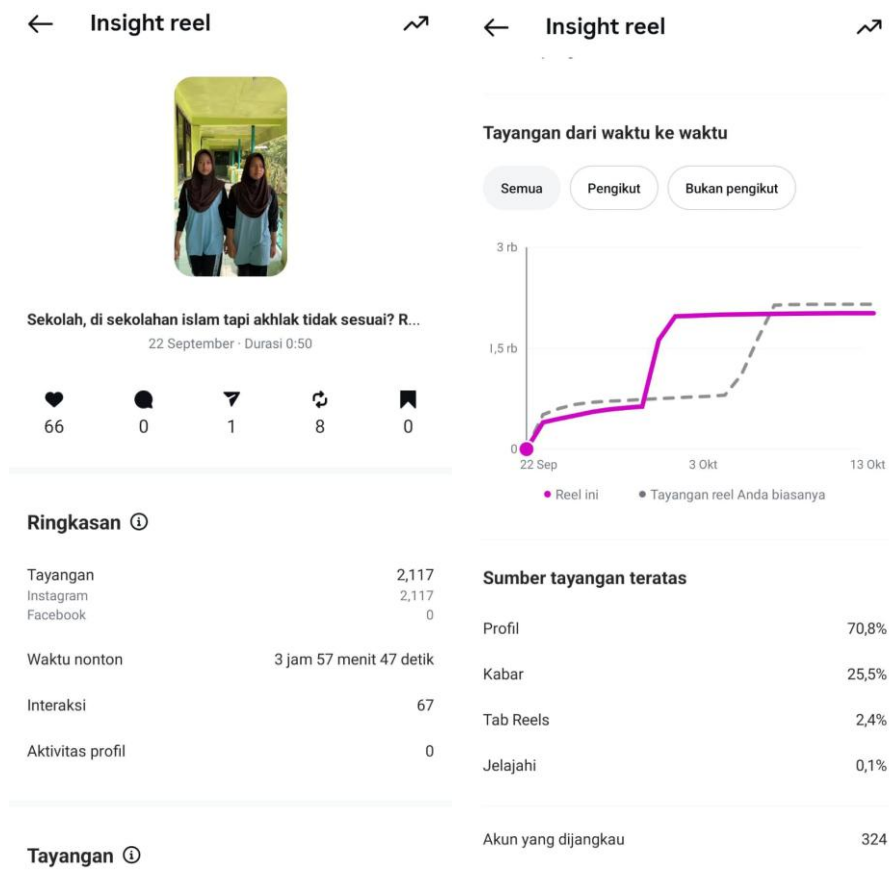 Insight reel
Sekolah, di sekolahan islam tapi akhlak tidak sesuai? R...
22 September · Durasi 0:50
66 0 1 8 0
Ringkasan
Tayangan 2,117
Instagram 2,117
Facebook 0
Waktu nonton 3 jam 57 menit 47 detik
Interaksi 67
Aktivitas profil 0
Tayangan
Insight reel
Tayangan dari waktu ke waktu
Semua Pengikut Bukan pengikut
3 rb
1,5 rb
0
22 Sep 3 Okt 13 Okt
Reel ini Tayangan reel Anda biasanya
Sumber tayangan teratas
Profil 70,8%
Kabar 25,5%
Tab Reels 2,4%
Jelajahi 0,1%
Akun yang dijangkau 324